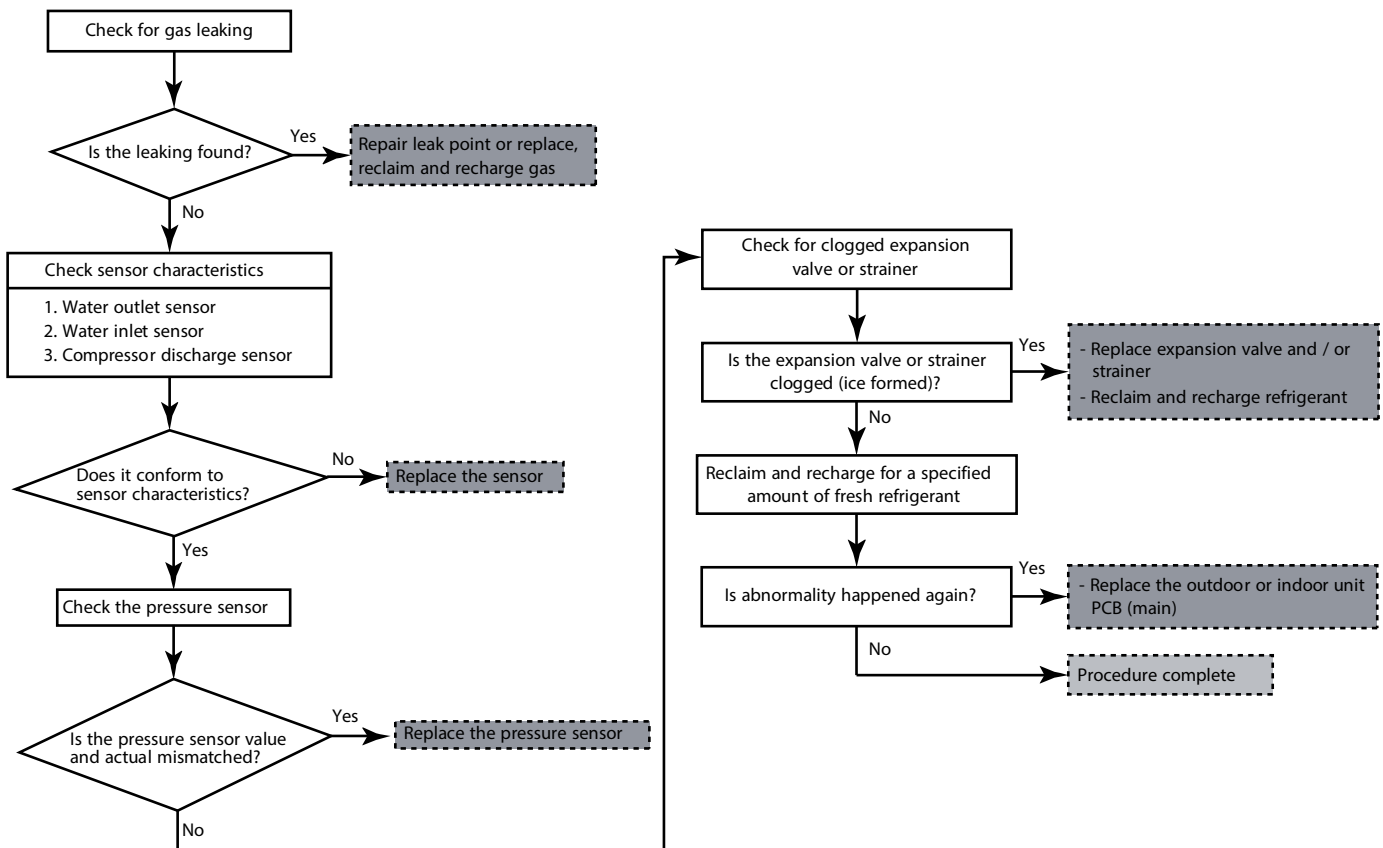 Check for gas leaking
Is the leaking found?
Yes
Repair leak point or replace,
reclaim and recharge gas
No
Check sensor characteristics
1. Water outlet sensor
2. Water inlet sensor
3. Compressor discharge sensor
Does it conform to
sensor characteristics?
No
Replace the sensor
Yes
Check the pressure sensor
Is the pressure sensor value
and actual mismatched?
Yes
Replace the pressure sensor
No
Check for clogged expansion
valve or strainer
Is the expansion valve or strainer
clogged (ice formed)?
Yes
- Replace expansion valve and / or
strainer
- Reclaim and recharge refrigerant
No
Reclaim and recharge for a specified
amount of fresh refrigerant
Is abnormality happened again?
Yes
- Replace the outdoor or indoor unit
PCB (main)
No
Procedure complete